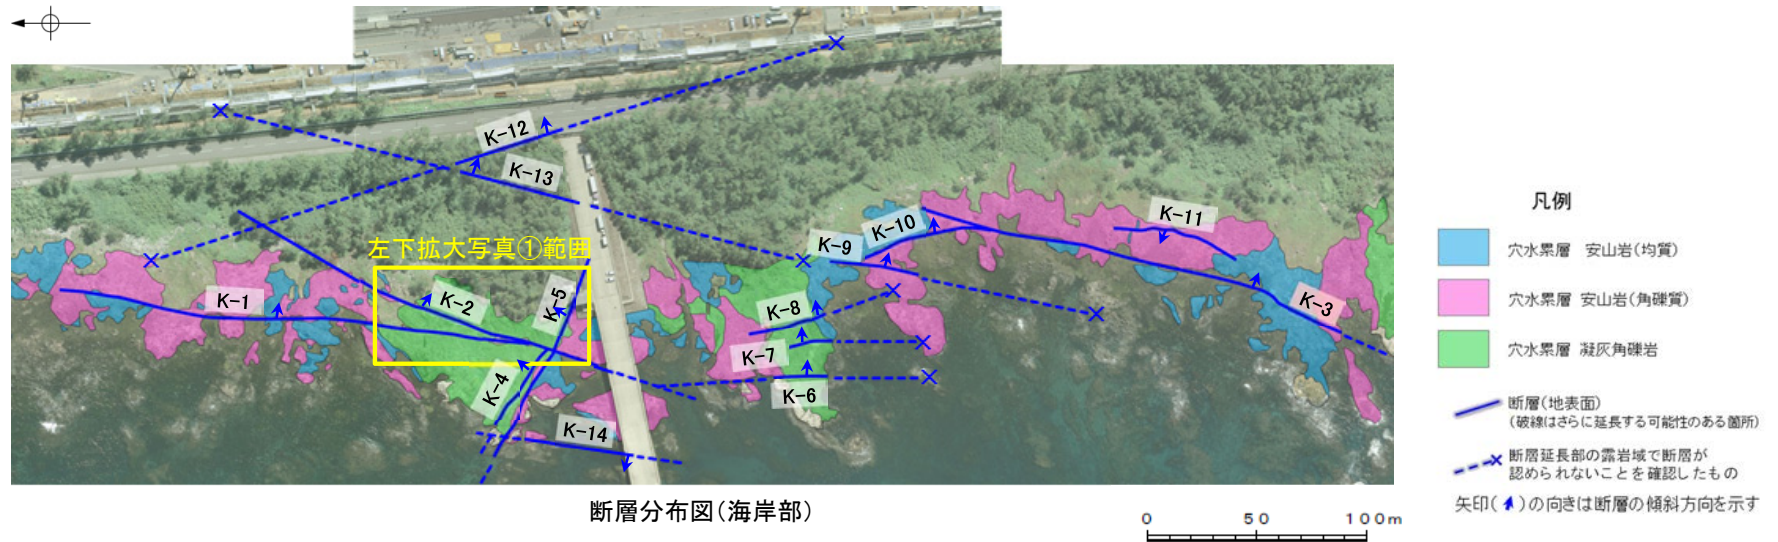 K-12
K-13
K-11
K-10
K-9
左下拡大写真①範囲
K-1
K-2
K-5
K-8
K-3
K-7
K-4
K-6
K-14
断層分布図(海岸部)
0 50 100m
凡例
穴水累層 安山岩(均質)
穴水累層 安山岩(角礫質)
穴水累層 凝灰角礫岩
断層(地表面)
(破線はさらに延長する可能性のある箇所)
断層延長部の露岩域で断層が
認められないことを確認したもの
矢印( )の向きは断層の傾斜方向を示す